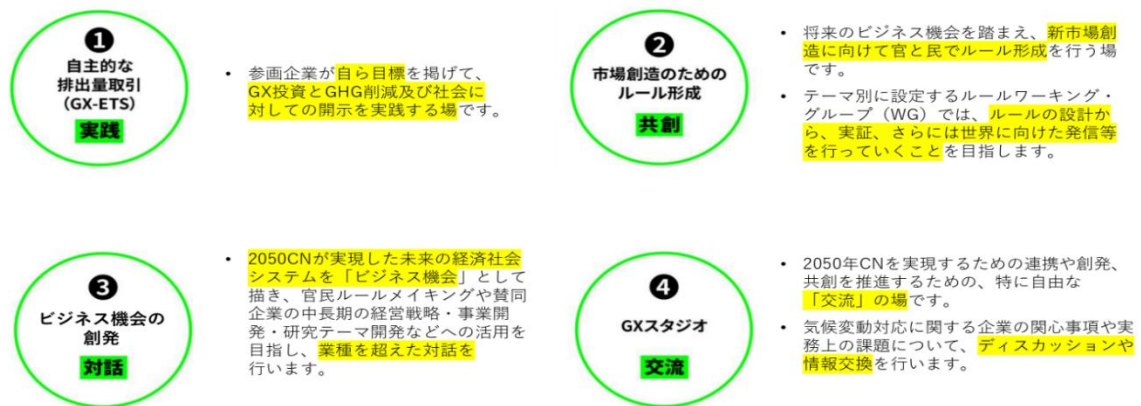 ❶
自主的な
排出量取引
（GX-ETS）
実践
• 参画企業が自ら目標を掲げて、
GX投資とGHG削減及び社会に
対しての開示を実践する場です。
❷
市場創造のための
ルール形成
共創
• 将来のビジネス機会を踏まえ、新市場創
造に向けて官と民でルール形成を行う場
です。
• テーマ別に設定するルールワーキング・
グループ（WG）では、ルールの設計か
ら、実証、さらには世界に向けた発信等
を行っていくことを目指します。
❸
ビジネス機会の
創発
対話
• 2050CNが実現した未来の経済社会
システムを「ビジネス機会」として
描き、官民ルールメイキングや賛同
企業の中長期の経営戦略・事業開
発・研究テーマ開発などへの活用を
目指し、業種を超えた対話を
行います。
❹
GXスタジオ
交流
• 2050年CNを実現するための連携や創発、
共創を推進するための、特に自由な
「交流」の場です。
• 気候変動対応に関する企業の関心事項や実
務上の課題について、ディスカッションや
情報交換を行います。